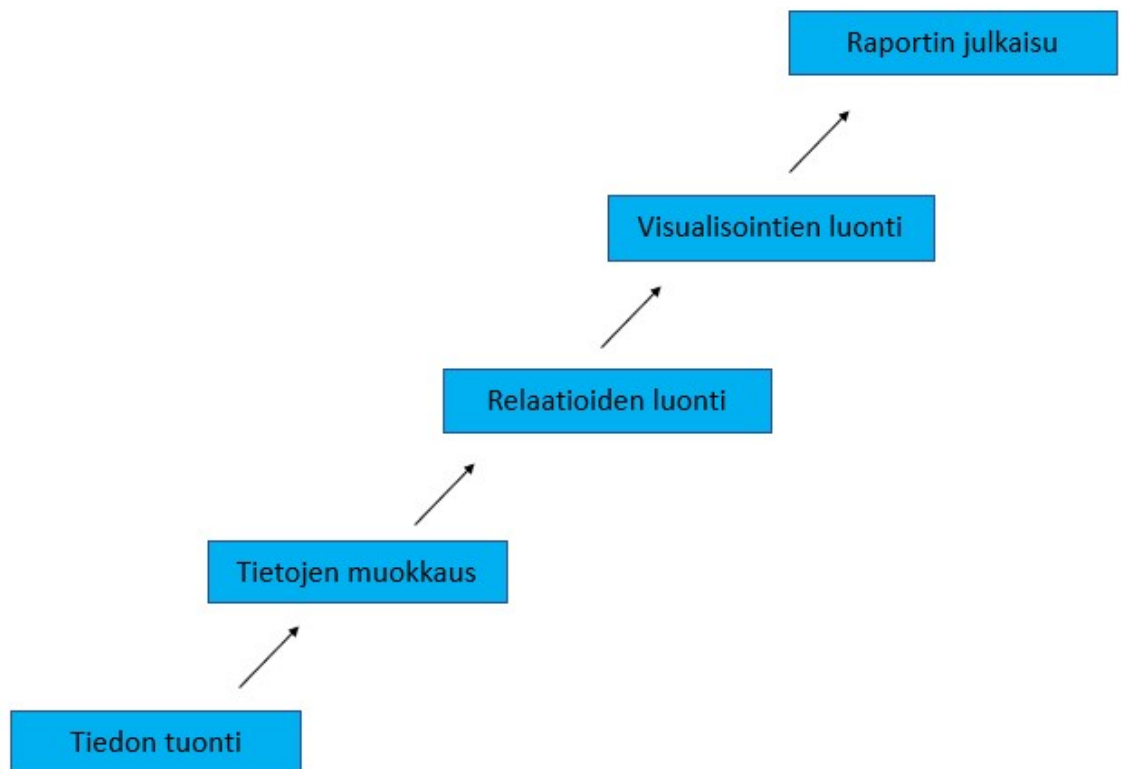 Raportin julkaisu
Visualisointien luonti
Relaatioiden luonti
Tietojen muokkaus
Tiedon tuonti